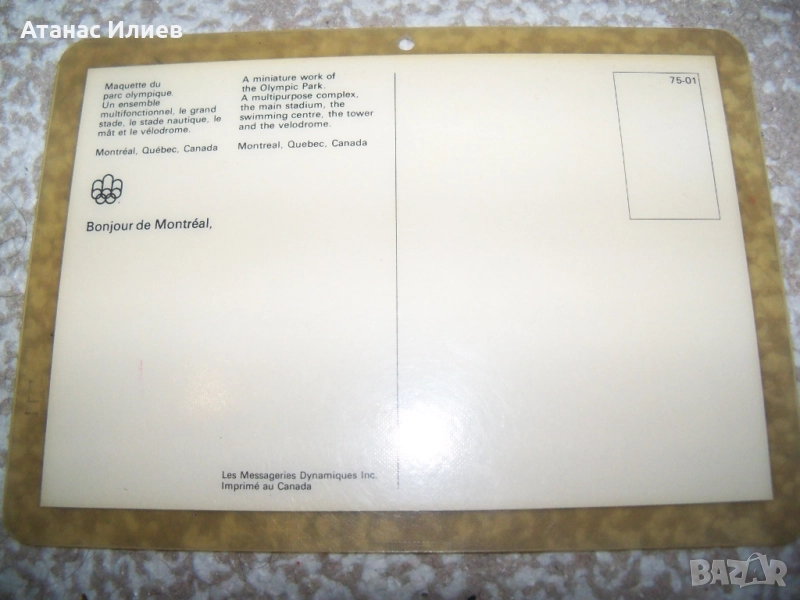 Атанас Илиев
Maquette du
parc olympique.
Un ensemble
multifonctionnel, le grand
stade, le stade nautique, le
mât et le vélodrome.
Montréal, Québec, Canada
A miniature work of
the Olympic Park.
A multipurpose complex,
the main stadium, the
swimming centre, the tower
and the velodrome.
Montreal, Quebec, Canada
75-01
Bonjour de Montréal,
Les Messageries Dynamiques Inc.
Imprimé au Canada
BAZAR